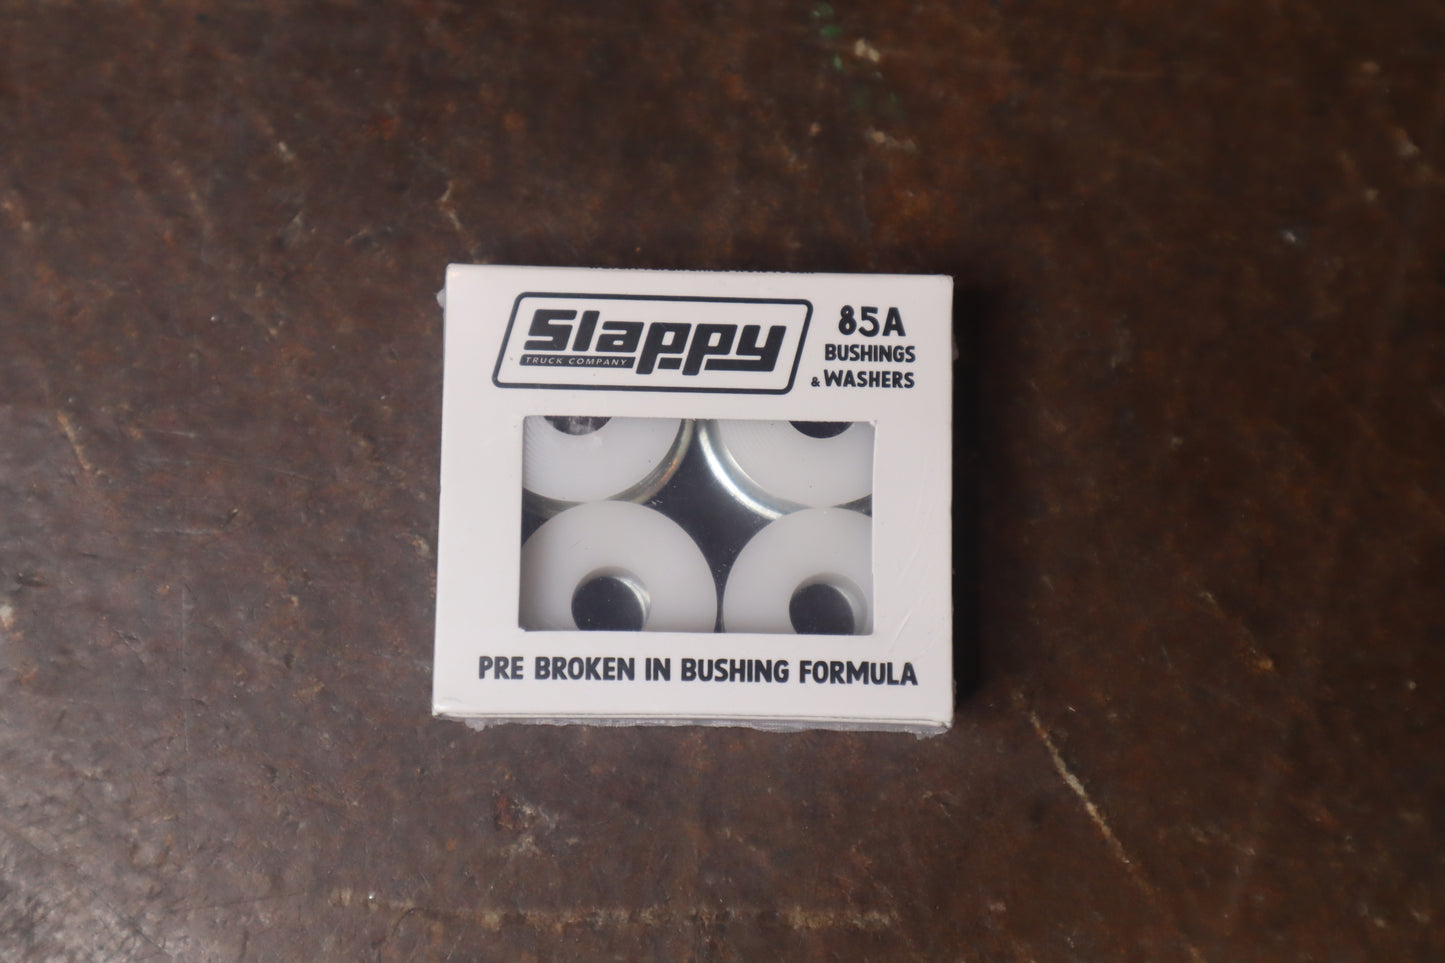 Slappy
TRUCK COMPANY
85A
BUSHINGS
& WASHERS
PRE BROKEN IN BUSHING FORMULA